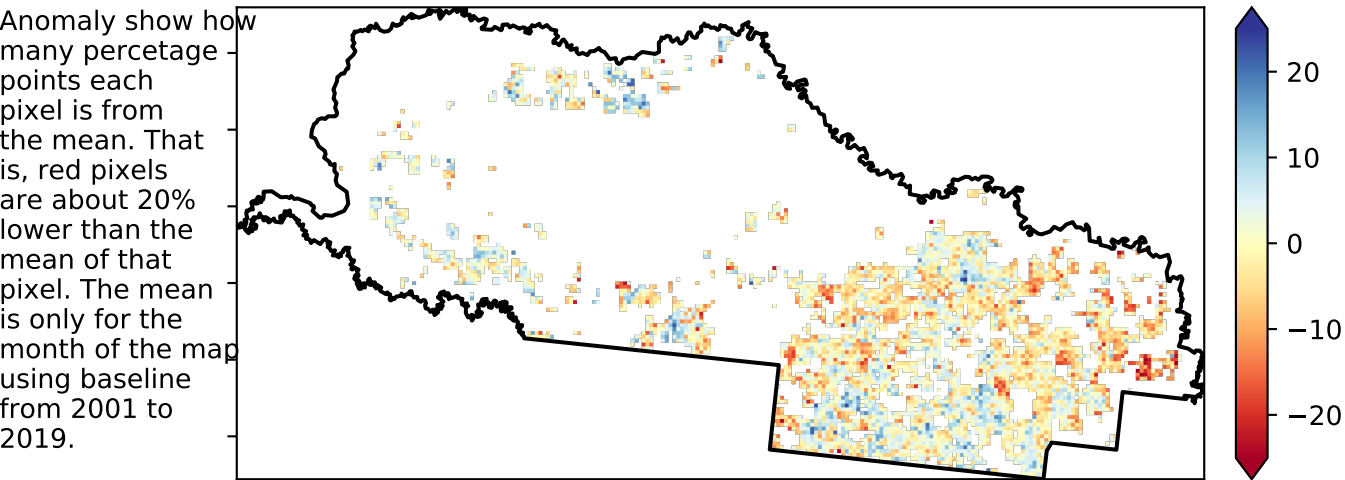 Anomaly show how
many percetage
points each
pixel is from
the mean. That
is, red pixels
are about 20%
lower than the
mean of that
pixel. The mean
is only for the
month of the map
using baseline
from 2001 to
2019.
20
10
0
−10
−20